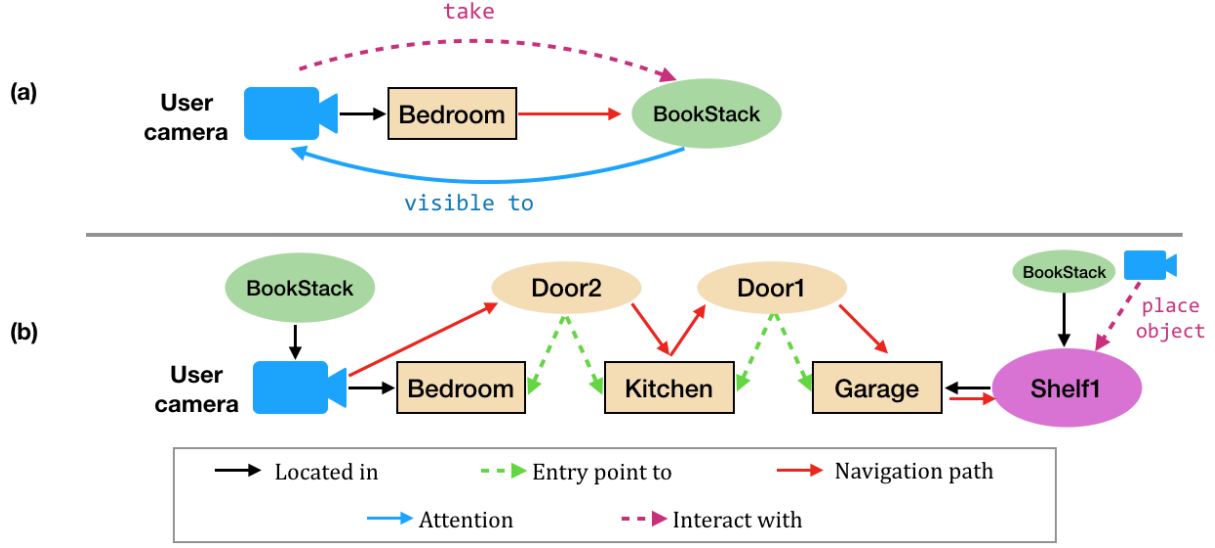 take
(a)
User
camera
Bedroom
BookStack
visible to
BookStack
Door2
Door1
BookStack
place
object
(b)
User
camera
Bedroom
Kitchen
Garage
Shelf1
Located in
Entry point to
Navigation path
Attention
Interact with